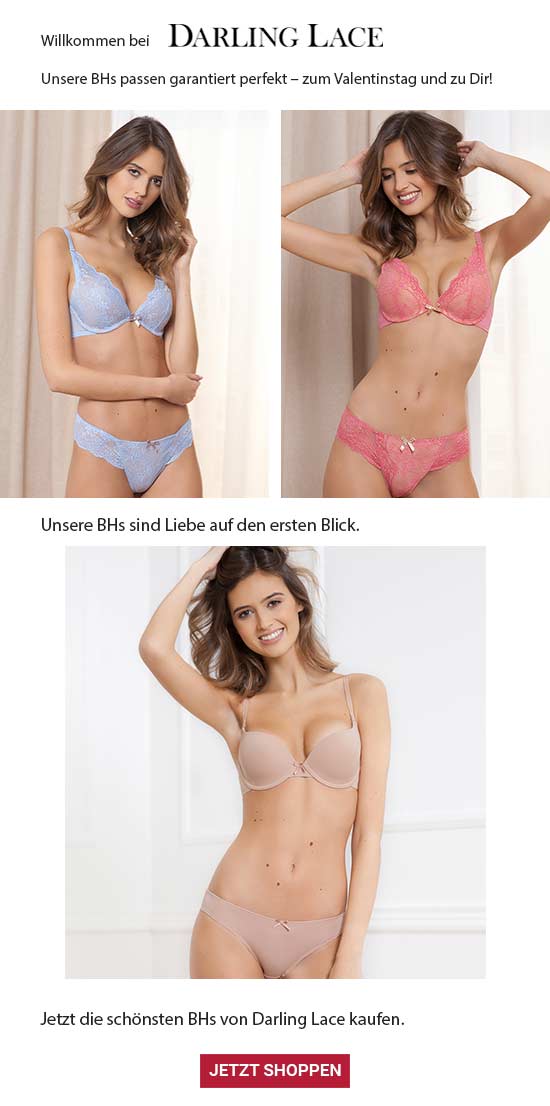 Willkommen bei DARLING LACE
Unsere BHs passen garantiert perfekt – zum Valentinstag und zu Dir!
Unsere BHs sind Liebe auf den ersten Blick.
Jetzt die schönsten BHs von Darling Lace kaufen.
JETZT SHOPPEN